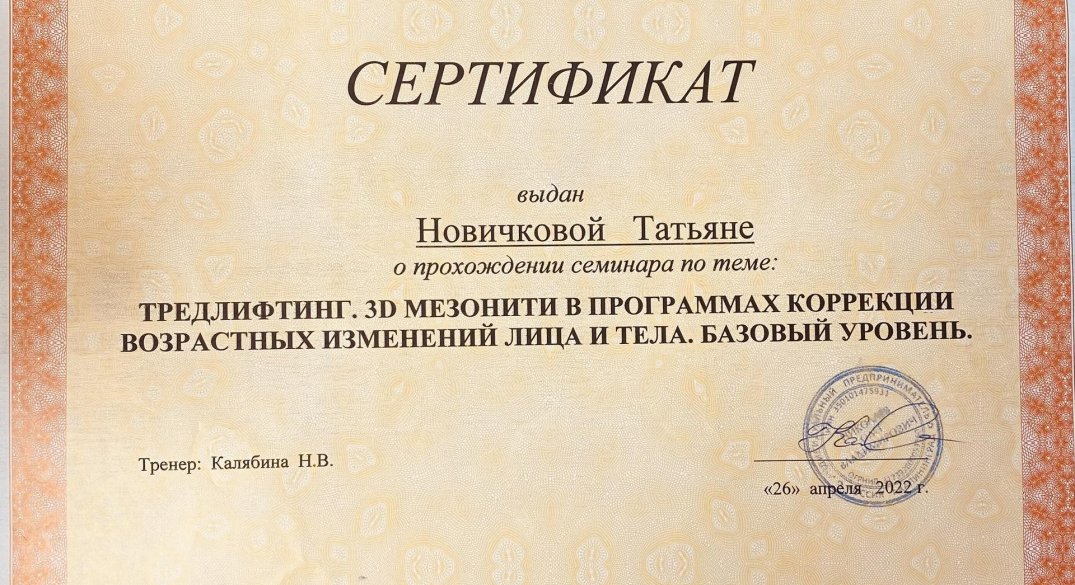 СЕРТИФИКАТ
выдан
Новичковой Татьяне
о прохождении семинара по теме:
ТРЕДЛИФТИНГ. 3D МЕЗОНИТИ В ПРОГРАММАХ КОРРЕКЦИИ
ВОЗРАСТНЫХ ИЗМЕНЕНИЙ ЛИЦА И ТЕЛА. БАЗОВЫЙ УРОВЕНЬ.
ПРЕДПРИНИМАТЕЛЬ
Тренер: Калябина Н.В.
«26» апреля 2022 г.